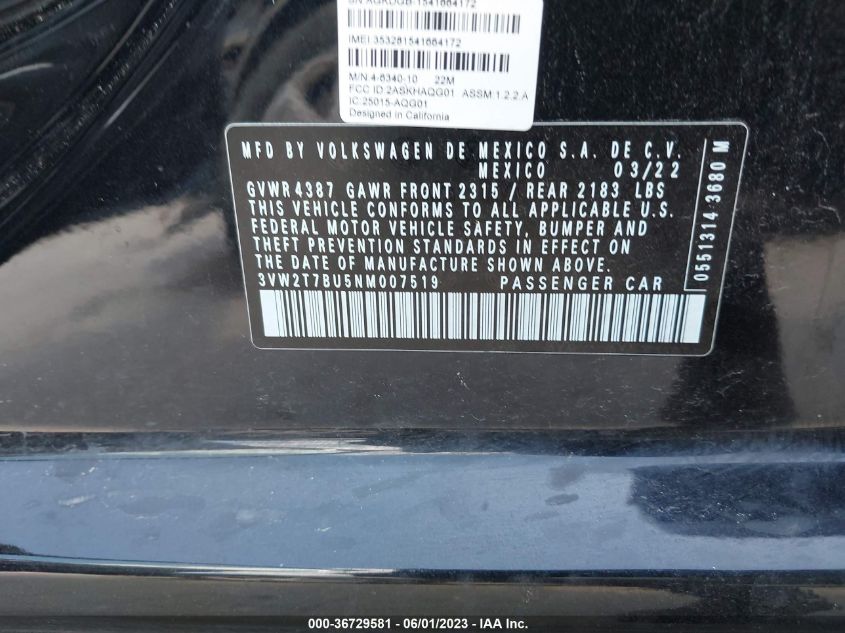 IMEI:353281541664172
M/N:4-6340-10 22M
FCC ID:2ASKHAQG01 ASSM:1.2.2.A
IC:25015-AQG01
Designed in California
MFD BY VOLKSWAGEN DE MEXICO S.A. DE C.V.
MEXICO 03/22
GVWR 4387 GAWR FRONT 2315 / REAR 2183 LBS
THIS VEHICLE CONFORMS TO ALL APPLICABLE U.S.
FEDERAL MOTOR VEHICLE SAFETY, BUMPER AND
THEFT PREVENTION STANDARDS IN EFFECT ON
THE DATE OF MANUFACTURE SHOWN ABOVE.
3VW2T7BU5NM007519 PASSENGER CAR
0551314 3680 M
000-36729581 - 06/01/2023 - IAA Inc.